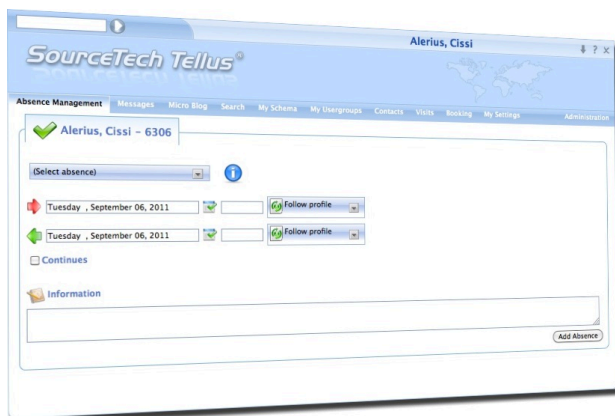 Alerius, Cissi
? X
SourceTech Tellus®
Absence Management Messages Micro Blog Search My Schema My Usergroups Contacts Visits Booking My Settings Administration
Alerius, Cissi - 6306
(Select absence)
Tuesday , September 06, 2011 Follow profile
Tuesday , September 06, 2011 Follow profile
Continues
Information
Add Absence